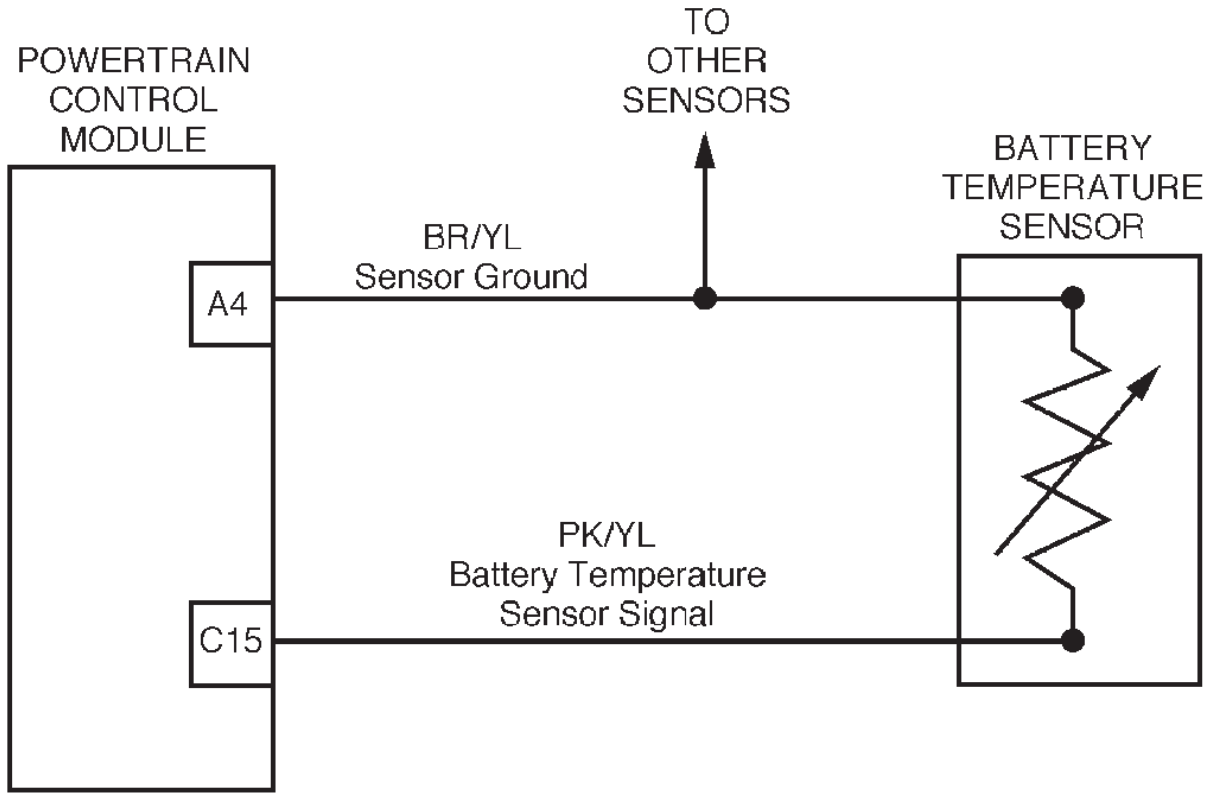 POWERTRAIN
CONTROL
MODULE
TO
OTHER
SENSORS
BATTERY
TEMPERATURE
SENSOR
BR/YL
Sensor Ground
A4
PK/YL
Battery Temperature
Sensor Signal
C15